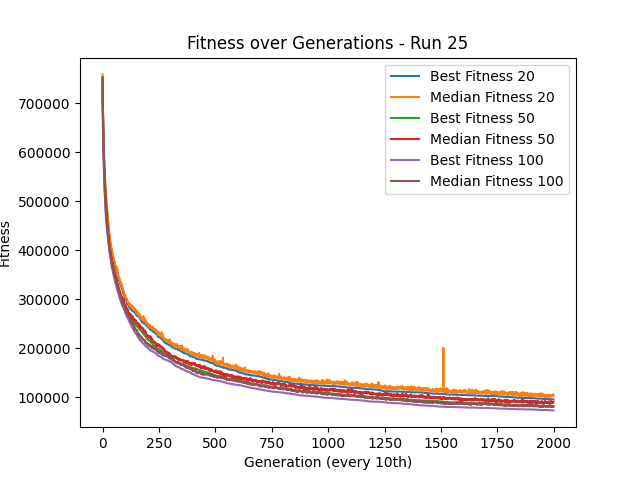 Fitness over Generations - Run 25
Best Fitness 20
Median Fitness 20
Best Fitness 50
Median Fitness 50
Best Fitness 100
Median Fitness 100
700000
600000
500000
400000
300000
200000
100000
Fitness
0 250 500 750 1000 1250 1500 1750 2000
Generation (every 10th)